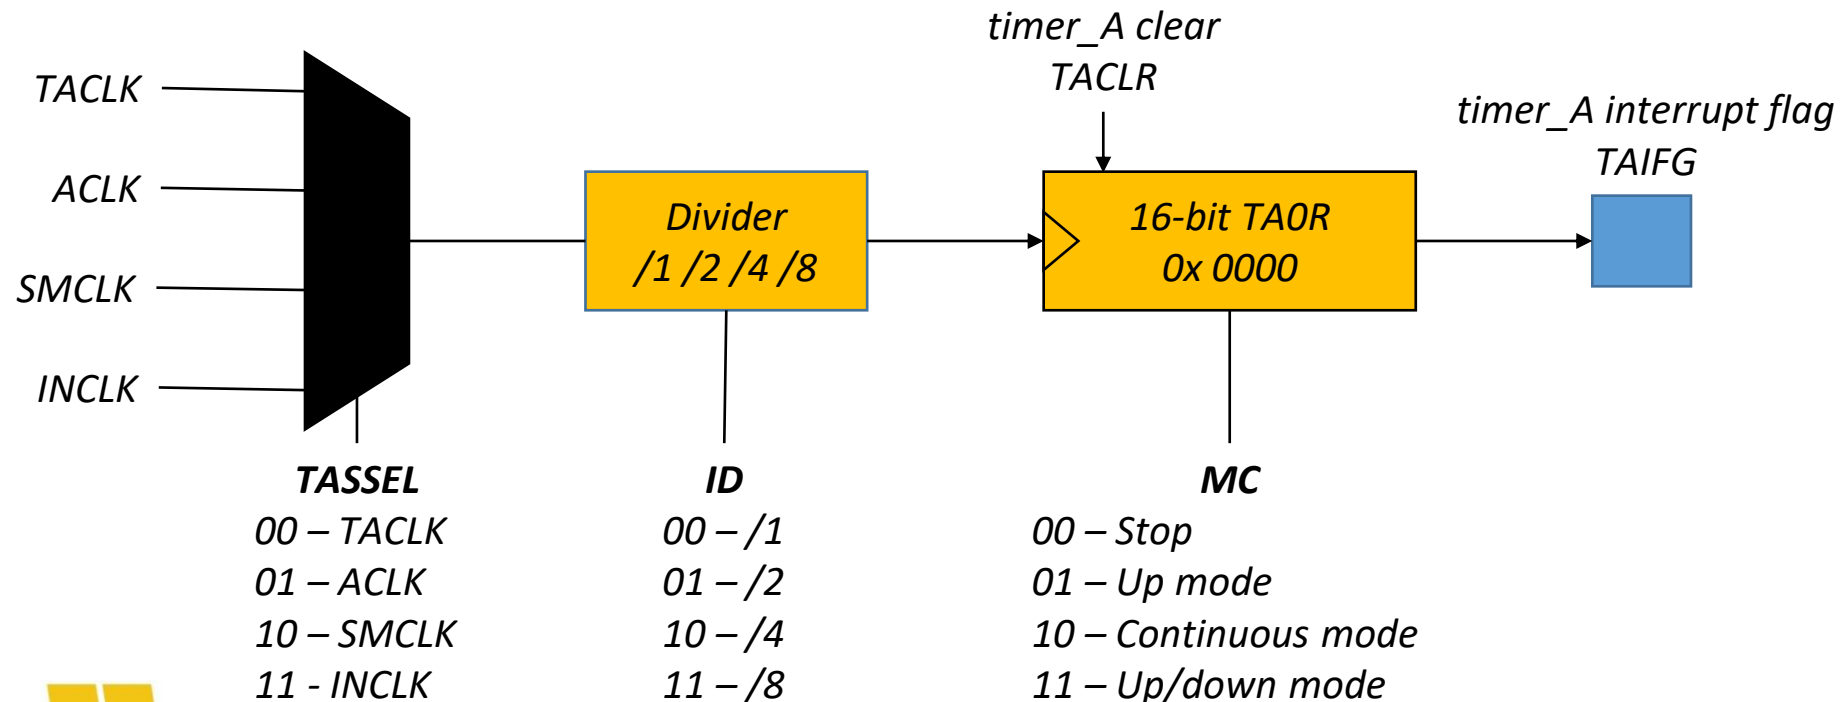 timer_A clear
TACLR
timer_A interrupt flag
TAIFG
TACLK
ACLK
SMCLK
INCLK
Divider
/1 /2 /4 /8
16-bit TA0R
0x 0000
TASSEL
00 – TACLK
01 – ACLK
10 – SMCLK
11 - INCLK
ID
00 – /1
01 – /2
10 – /4
11 – /8
MC
00 – Stop
01 – Up mode
10 – Continuous mode
11 – Up/down mode